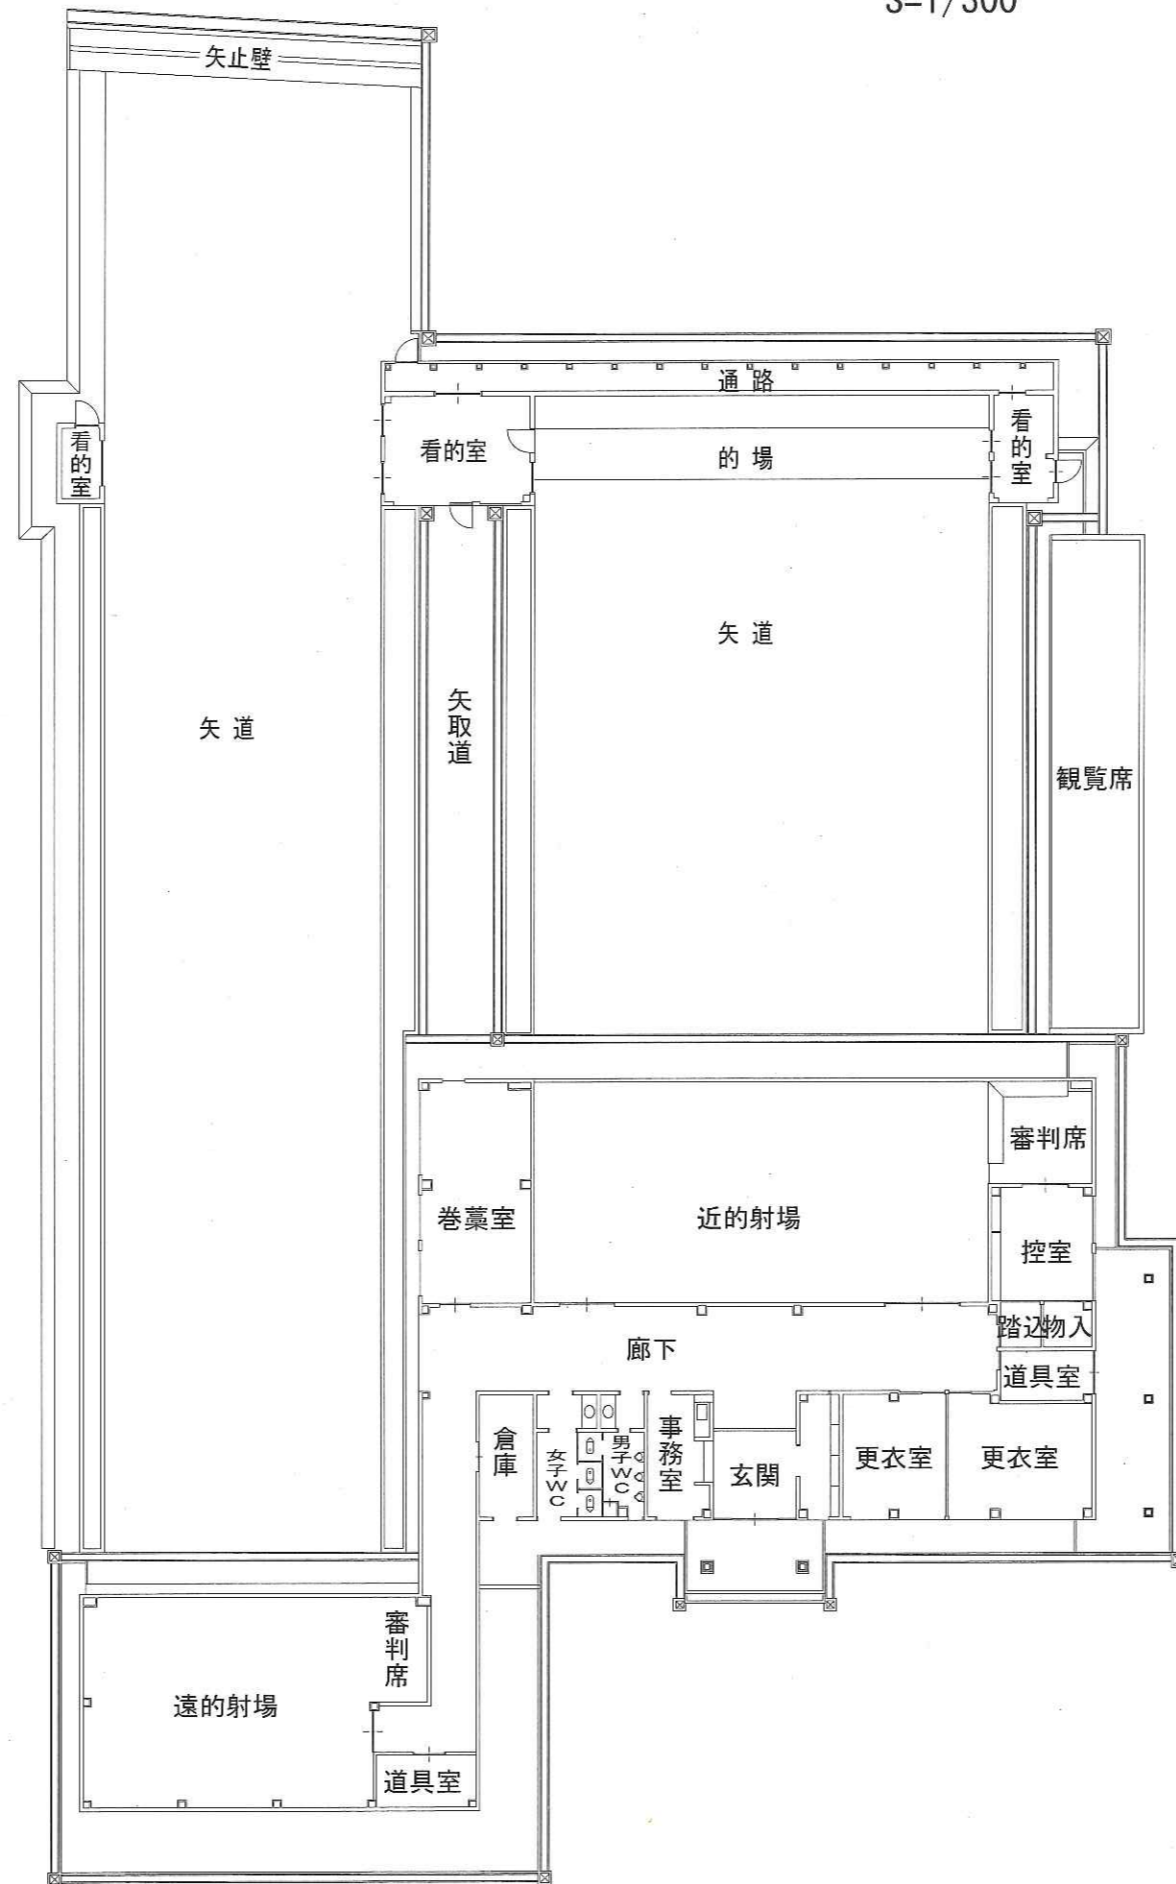 S=1/300
矢止壁
通路
看的室
看的室
的場
看的室
矢道
矢取道
矢道
観覧席
審判席
巻藁室
近的射場
控室
踏込
物入
廊下
道具室
倉庫
女子WC
男子WC
事務室
玄関
更衣室
更衣室
審判席
遠的射場
道具室